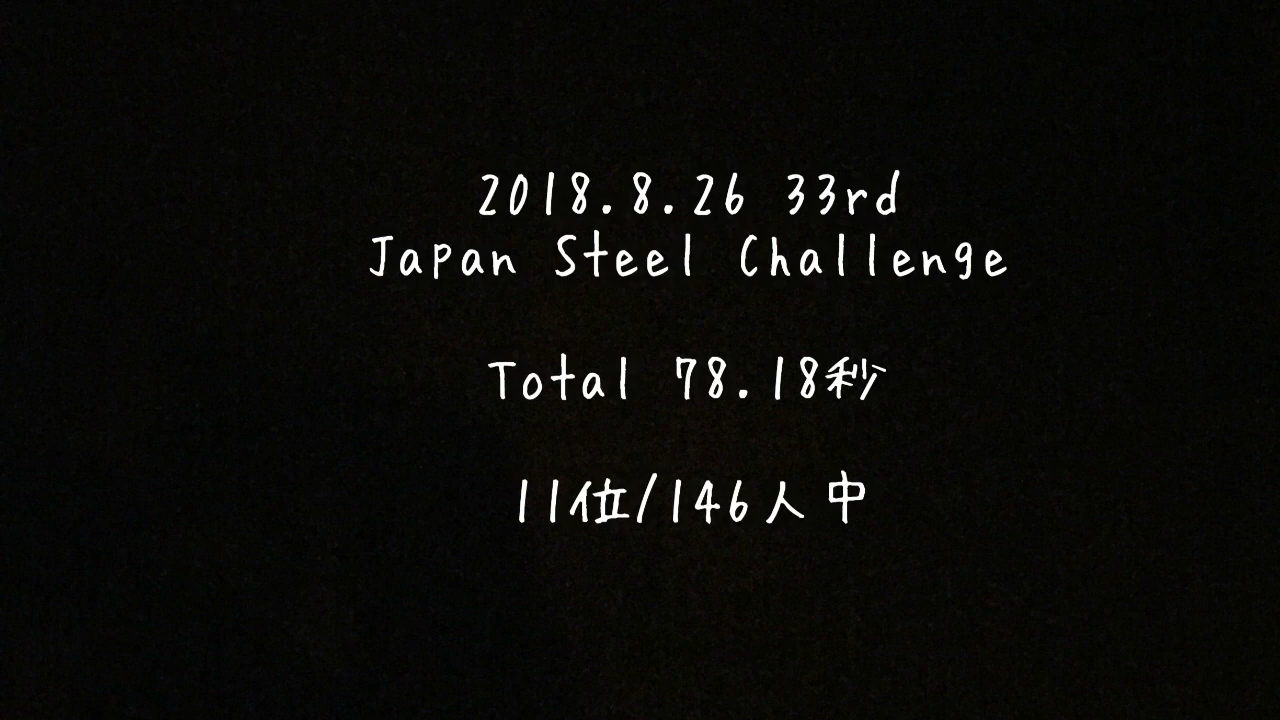 2018.8.26 33rd
Japan Steel Challenge
Total 78.18秒
11位/146人中